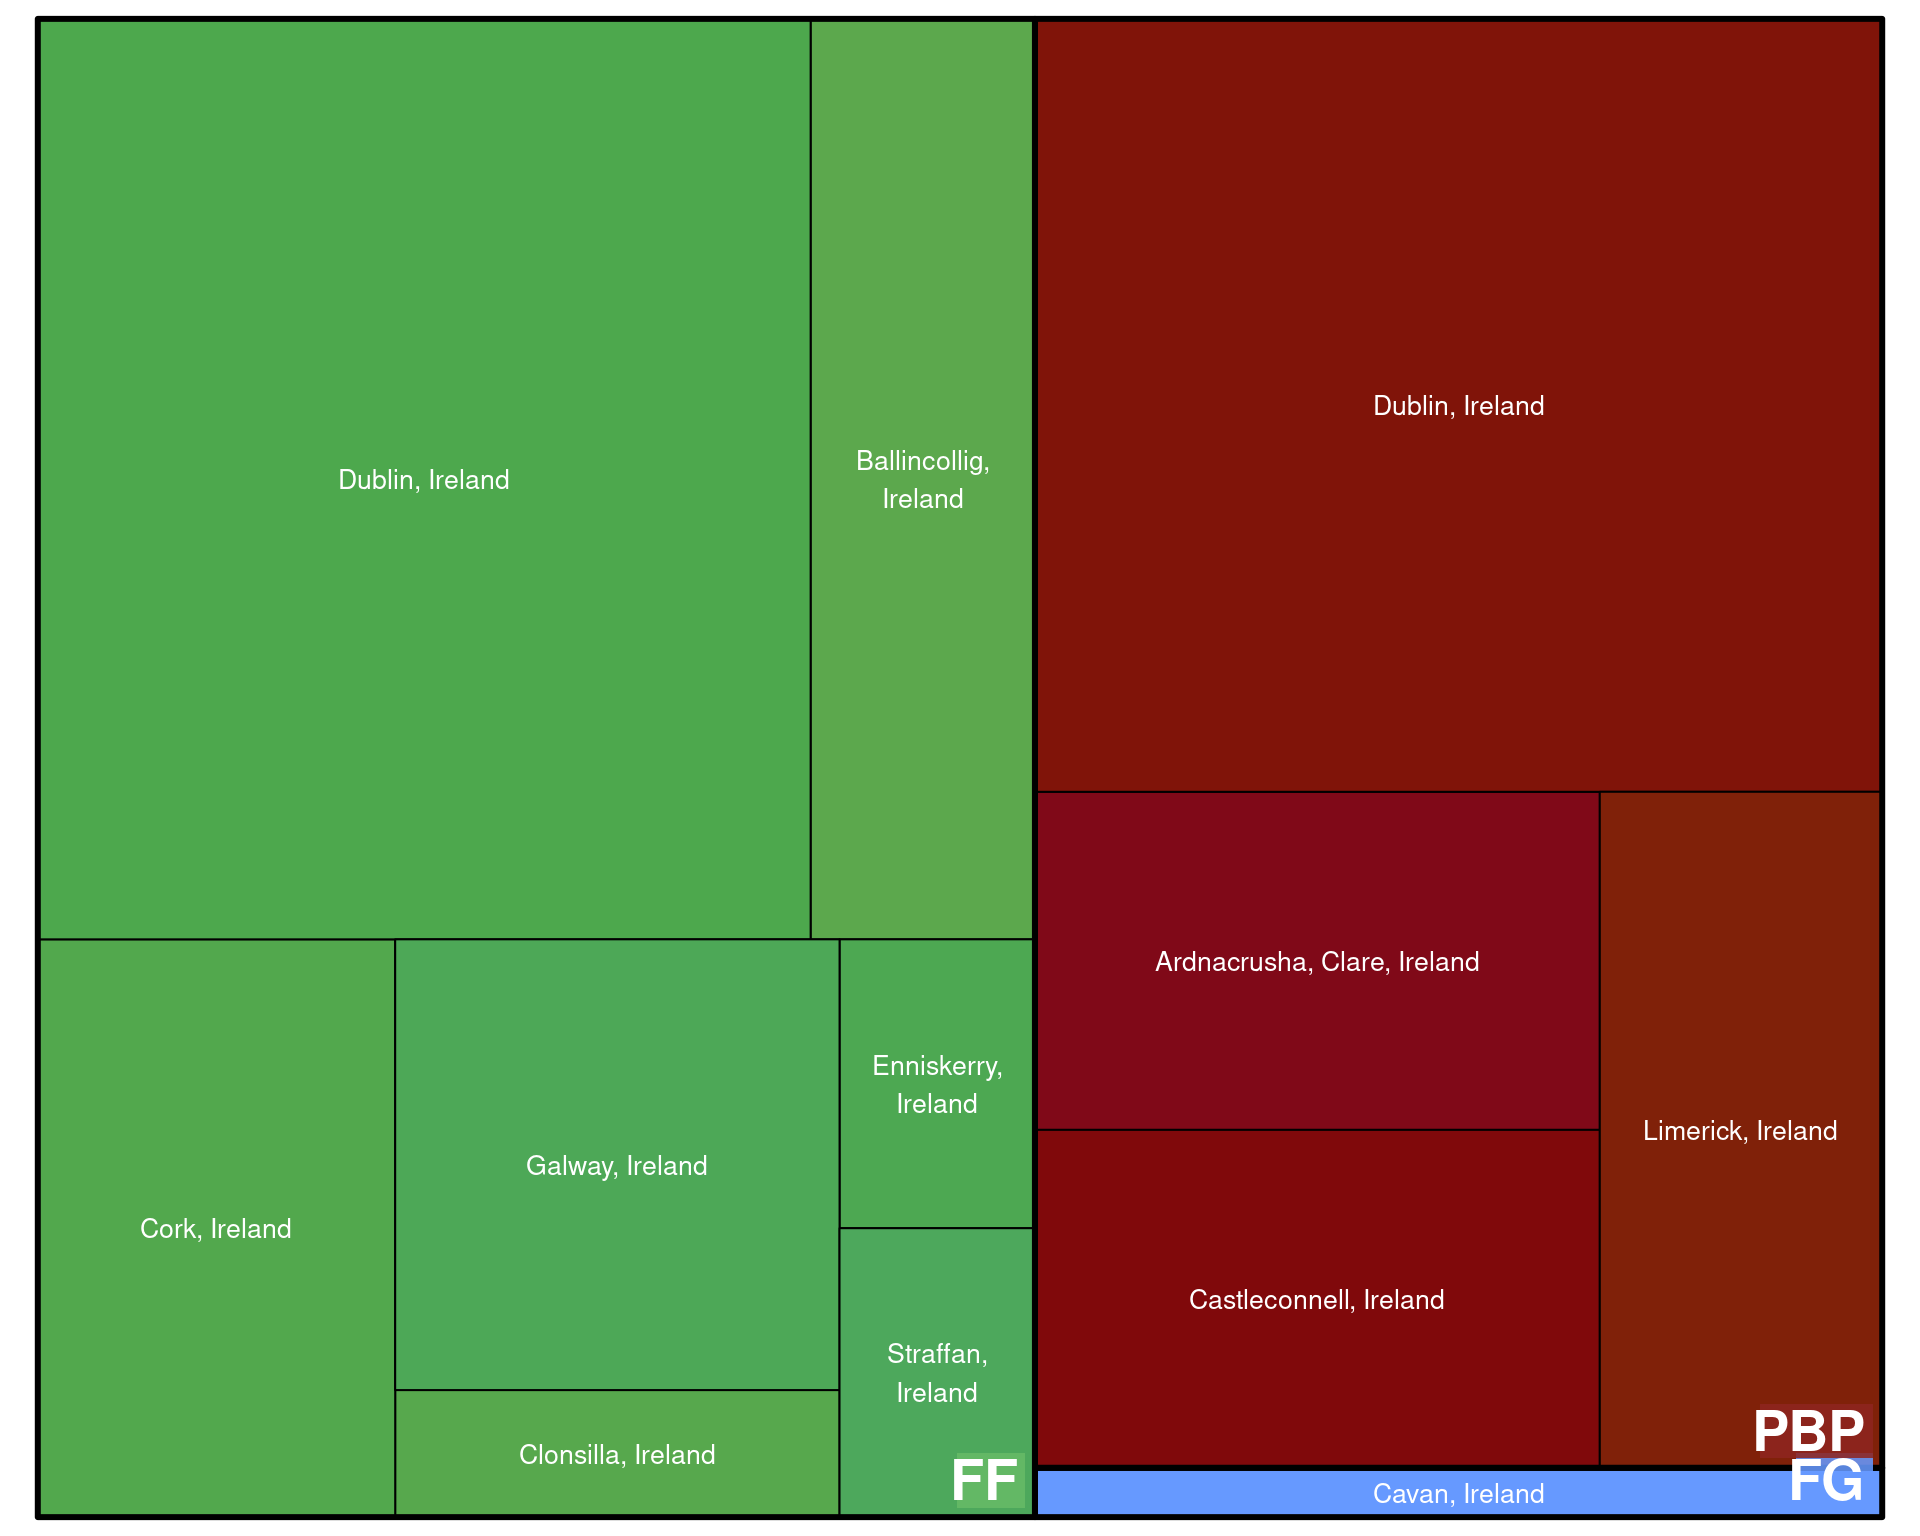 Dublin, Ireland
Ballincollig,
Ireland
Cork, Ireland
Galway, Ireland
Clonsilla, Ireland
Enniskerry,
Ireland
Straffan,
Ireland
FF
Dublin, Ireland
Ardnacrusha, Clare, Ireland
Castleconnell, Ireland
Limerick, Ireland
PBP
Cavan, Ireland
FG